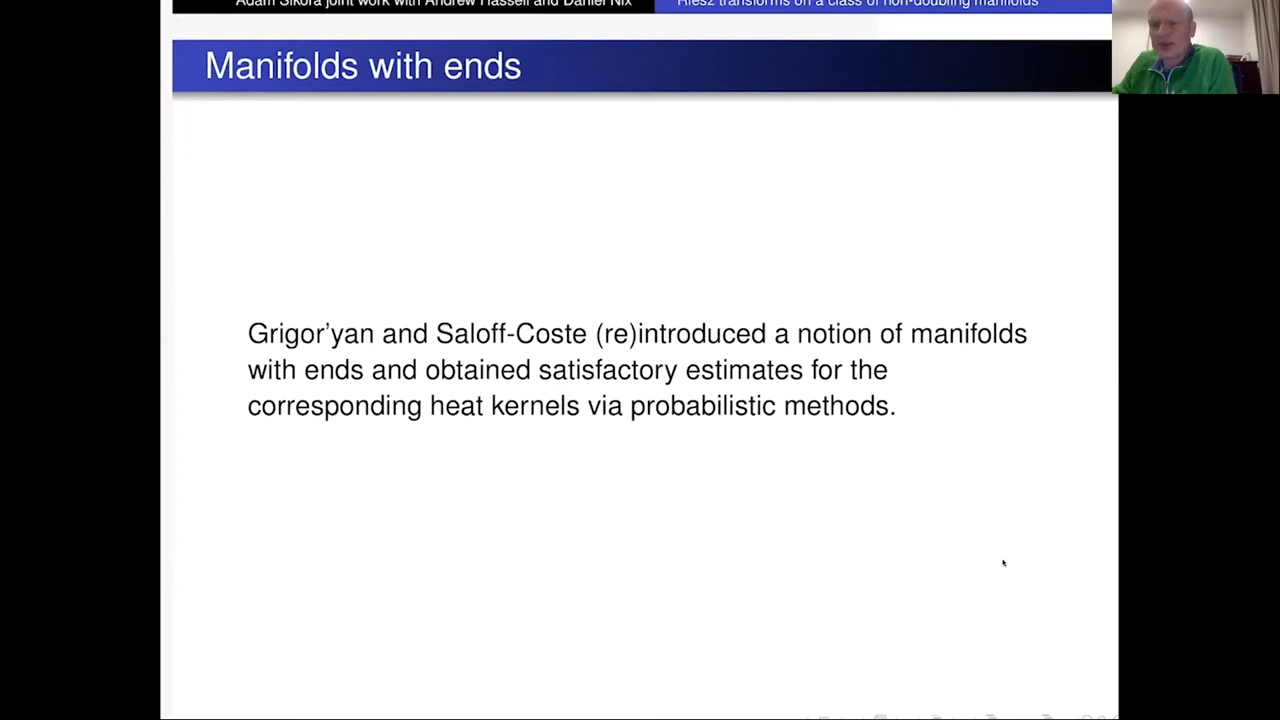 Adam Sikora joint work with Andrew Hassell and Daniel Nix
Riesz transforms on a class of non-doubling manifolds
Manifolds with ends
Grigor'yan and Saloff-Coste (re)introduced a notion of manifolds
with ends and obtained satisfactory estimates for the
corresponding heat kernels via probabilistic methods.